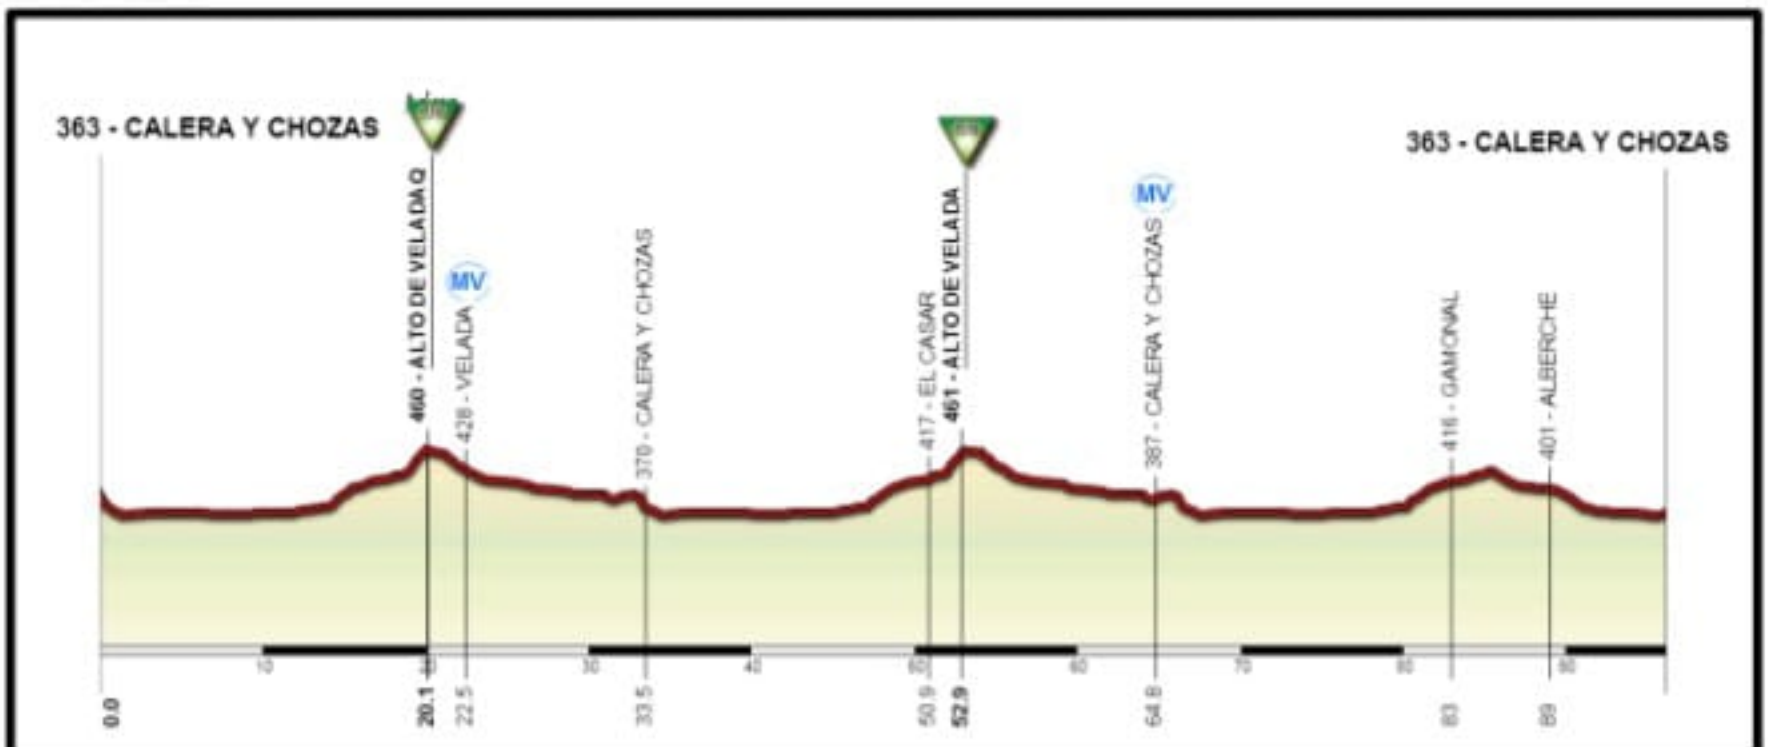 363 - CALERA Y CHOZAS
460 - ALTO DE VELADAQ
MV
428 - VELADA
370 - CALERA Y CHOZAS
417 - EL CASAR
461 - ALTO DE VELADA
MV
387 - CALERA Y CHOZAS
416 - GAMONAL
401 - ALBERCHE
363 - CALERA Y CHOZAS
10 20 30 40 50 60 70 80 90
0.0 20.1 22.5 33.5 50.9 52.9 64.8 83 89